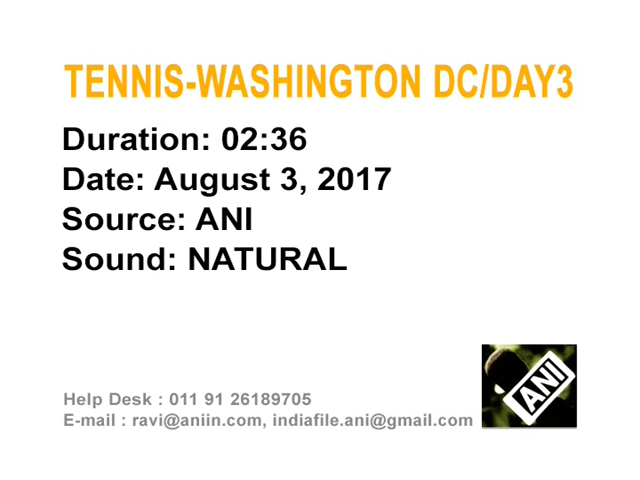 TENNIS-WASHINGTON DC/DAY3
Duration: 02:36
Date: August 3, 2017
Source: ANI
Sound: NATURAL
Help Desk : 011 91 26189705
E-mail : ravi@aniin.com, indiafile.ani@gmail.com
ANI